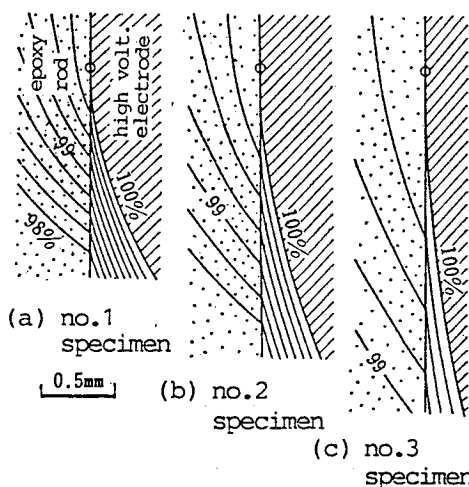 epoxy
rod
high volt.
electrode
99
98%
100%
(a) no.1
specimen
0.5mm
99
100%
(b) no.2
specimen
99
100%
(c) no.3
specimen